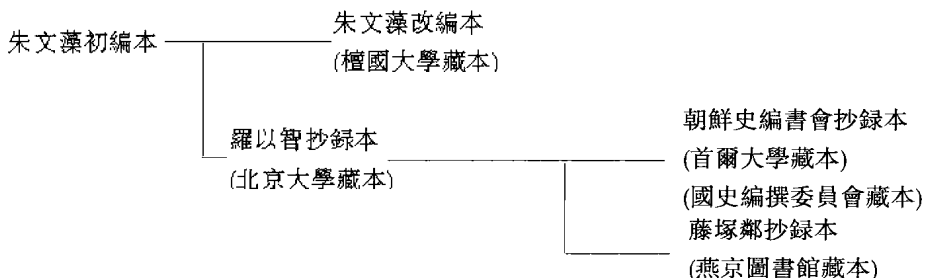 朱文藻初編本
朱文藻改編本
(檀國大學藏本)
羅以智抄録本
(北京大學藏本)
朝鮮史編書會抄録本
(首爾大學藏本)
(國史編撰委員會藏本)
藤塚鄰抄録本
(燕京圖書館藏本)